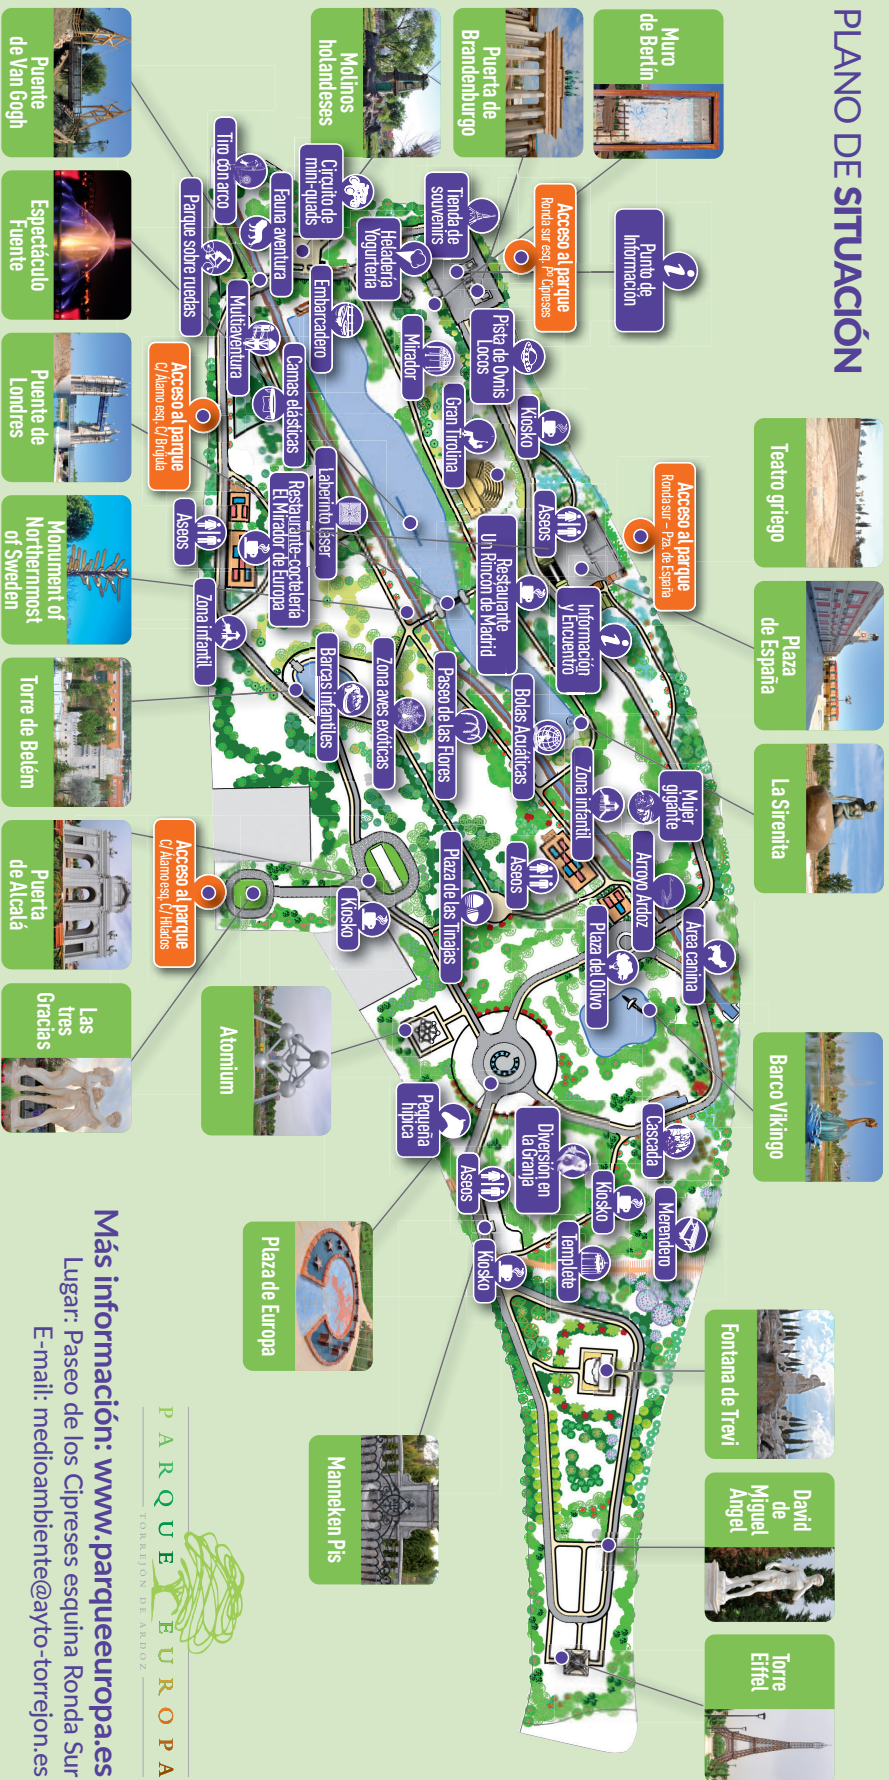 PLANO DE SITUACIÓN
Muro
de Berlín
Puerta de
Brandenburgo
Molinos
holandeses
Puente
de Van Gogh
Espectáculo
Fuente
Puente de
Londres
Monument of
Northernmost
of Sweden
Torre de Belém
Puerta
de Alcalá
Las
tres
Gracias
Teatro griego
Plaza
de España
La Sirenita
Barco Vikingo
Fontana de Trevi
David
de
Miguel
Ángel
Torre
Eiffel
Atomium
Plaza de Europa
Manneken Pis
Punto de
Información
Acceso al parque
Ronda sur esq. Pº Cipreses
Tienda de
souvenirs
Heladería
Yogurtería
Circuito de
mini-quads
Tiro con arco
Fauna aventura
Parque sobre ruedas
Embarcadero
Multiaventura
Camas elásticas
Acceso al parque
C/ Álamo esq. C/ Brújula
Pista de Ovnis
Locos
Mirador
Gran Tirolina
Kiosko
Aseos
Acceso al parque
Ronda sur – Pza. de España
Laberinto láser
Restaurante-coctelería
El Mirador de Europa
Aseos
Zona infantil
Restaurante
Un Rincón de Madrid
Información
y Encuentro
Barcas infantiles
Zona aves exóticas
Paseo de las Flores
Bolas Acuáticas
Zona infantil
Mujer
gigante
Arroyo Ardoz
Área canina
Aseos
Plaza del Olivo
Plaza de las Tinajas
Kiosko
Acceso al parque
C/ Álamo esq. C/ Hilados
Pequeña
hípica
Diversión en
la Granja
Cascada
Aseos
Kiosko
Merendero
Templete
Kiosko
Más información: www.parqueeuropa.es
Lugar: Paseo de los Cipreses esquina Ronda Sur
E-mail: medioambiente@ayto-torrejon.es
PARQUE EUROPA
TORREJÓN DE ARDOZ